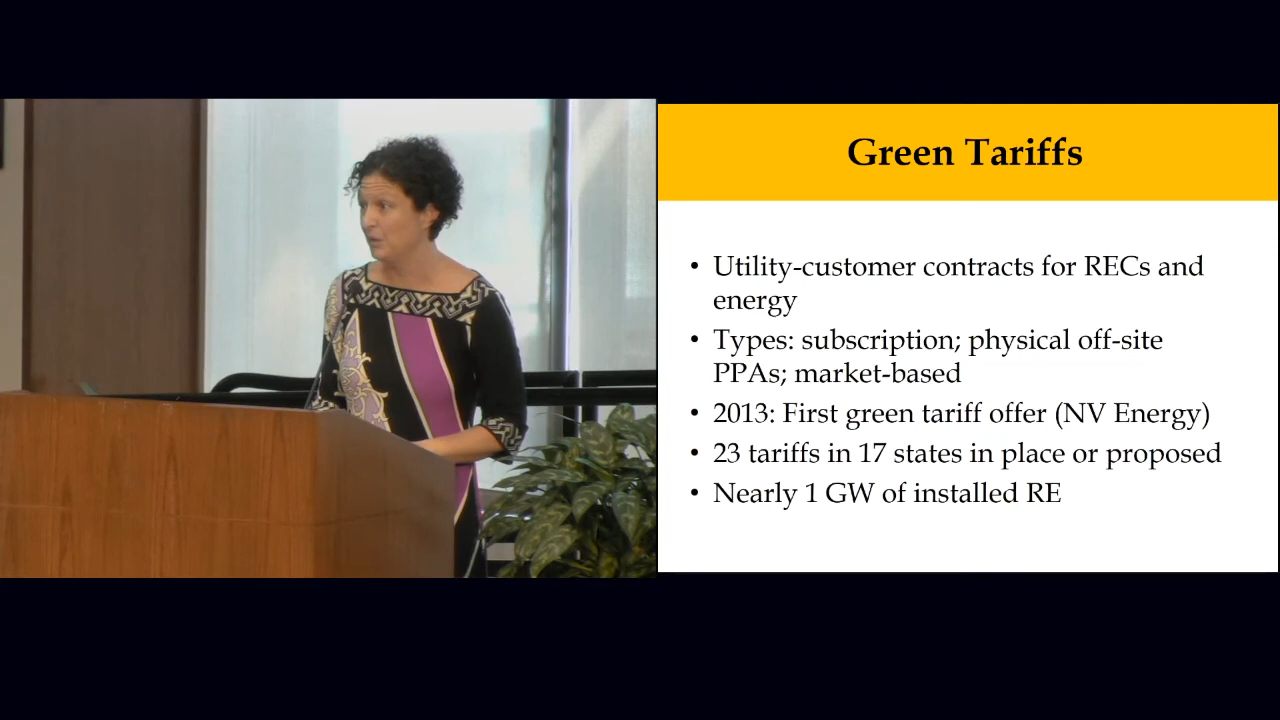 Green Tariffs
• Utility-customer contracts for RECs and
energy
• Types: subscription; physical off-site
PPAs; market-based
• 2013: First green tariff offer (NV Energy)
• 23 tariffs in 17 states in place or proposed
• Nearly 1 GW of installed RE